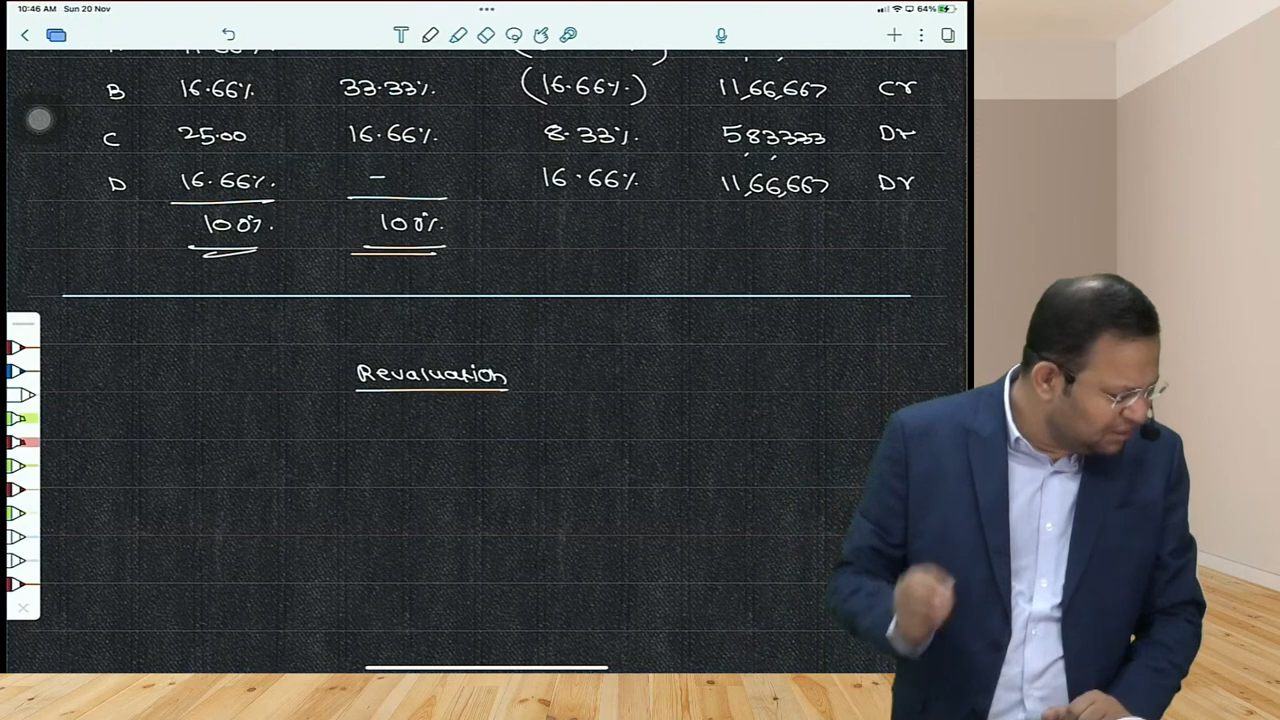 10:46 AM Sun 20 Nov 64%
B 16.66% 33.33% (16.66%) 11,66,667 Cr
C 25.00 16.66% 8.33% 583333 Dr
D 16.66% - 16.66% 11,66,667 Dr
100% 100%
Revaluation